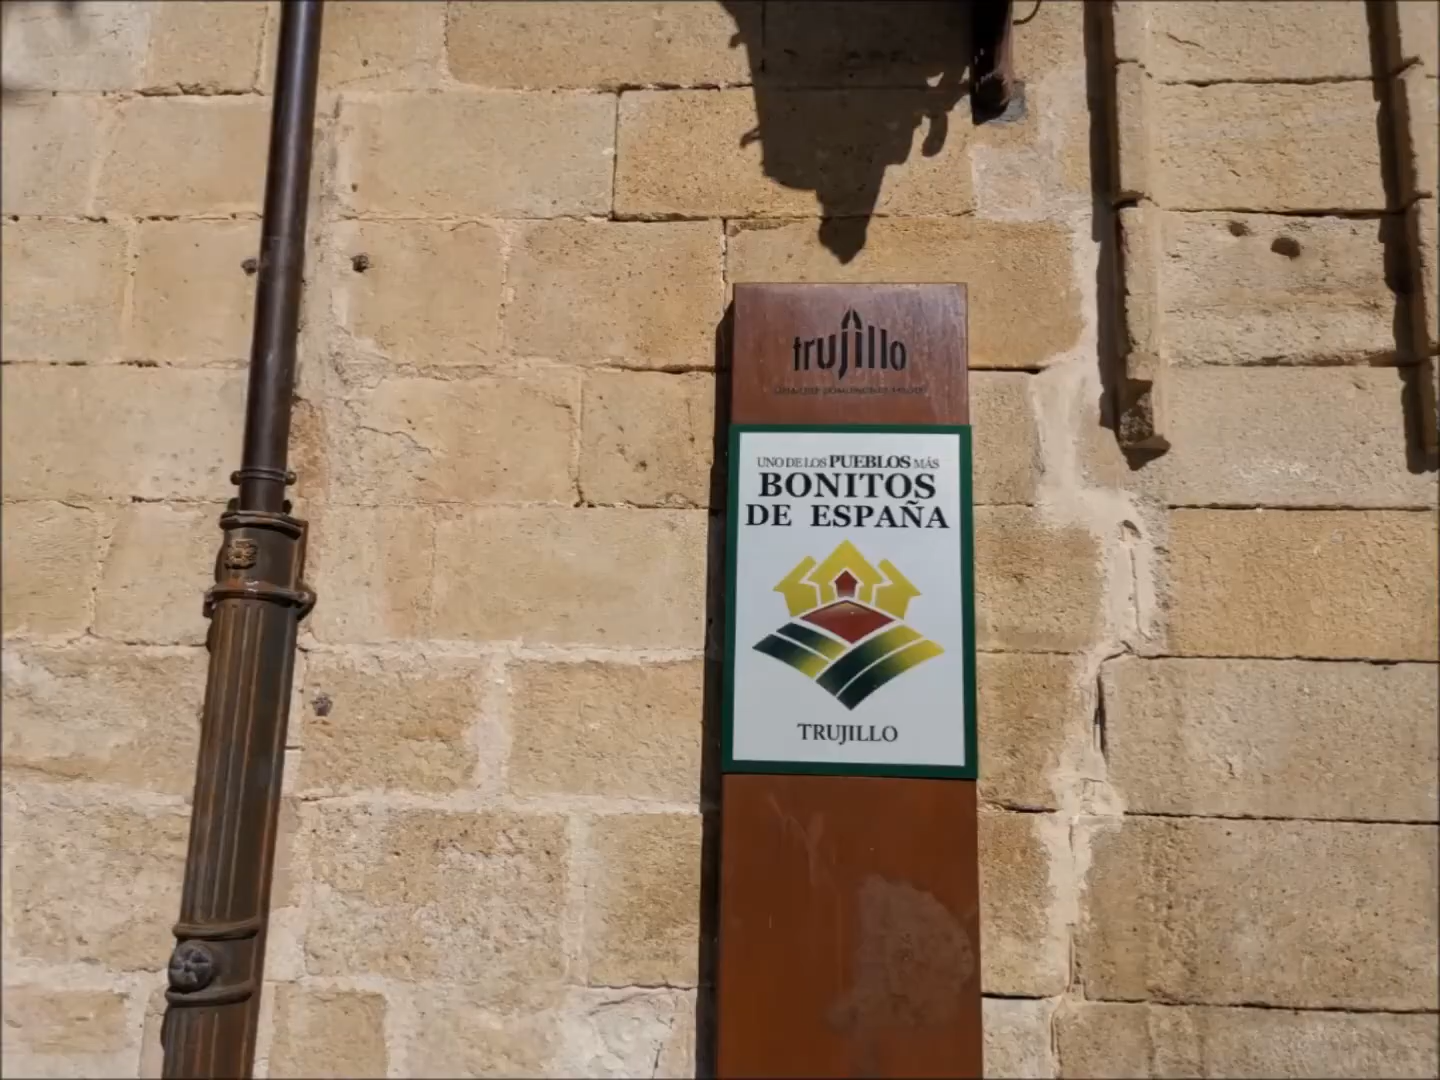 trujillo
UNO DE LOS PUEBLOS MÁS
BONITOS
DE ESPAÑA
TRUJILLO